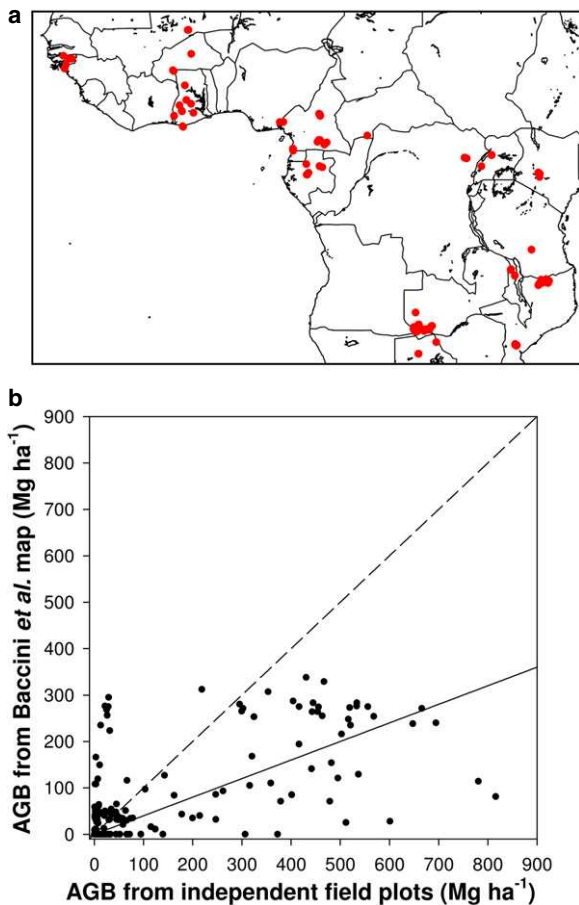 a
b
AGB from Baccini et al. map (Mg ha⁻¹)
900
800
700
600
500
400
300
200
100
0
0 100 200 300 400 500 600 700 800 900
AGB from independent field plots (Mg ha⁻¹)